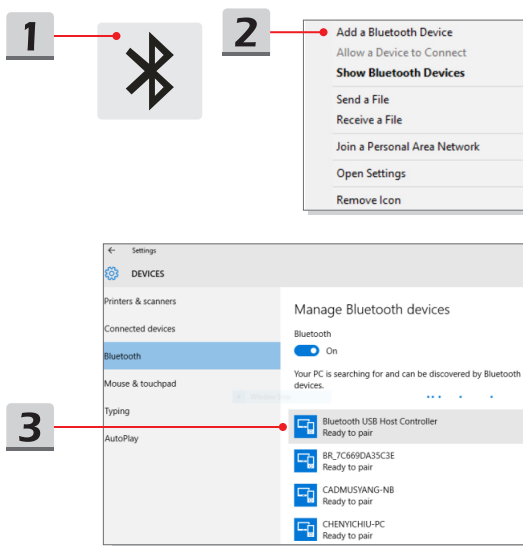 1
2
Add a Bluetooth Device
Allow a Device to Connect
Show Bluetooth Devices
Send a File
Receive a File
Join a Personal Area Network
Open Settings
Remove Icon
3
← Settings
DEVICES
Printers & scanners
Connected devices
Bluetooth
Mouse & touchpad
Typing
AutoPlay
Manage Bluetooth devices
Bluetooth
On
Your PC is searching for and can be discovered by Bluetooth
devices.
Bluetooth USB Host Controller
Ready to pair
BR_7C669DA35C3E
Ready to pair
CADMUSYANG-NB
Ready to pair
CHENYICHIU-PC
Ready to pair